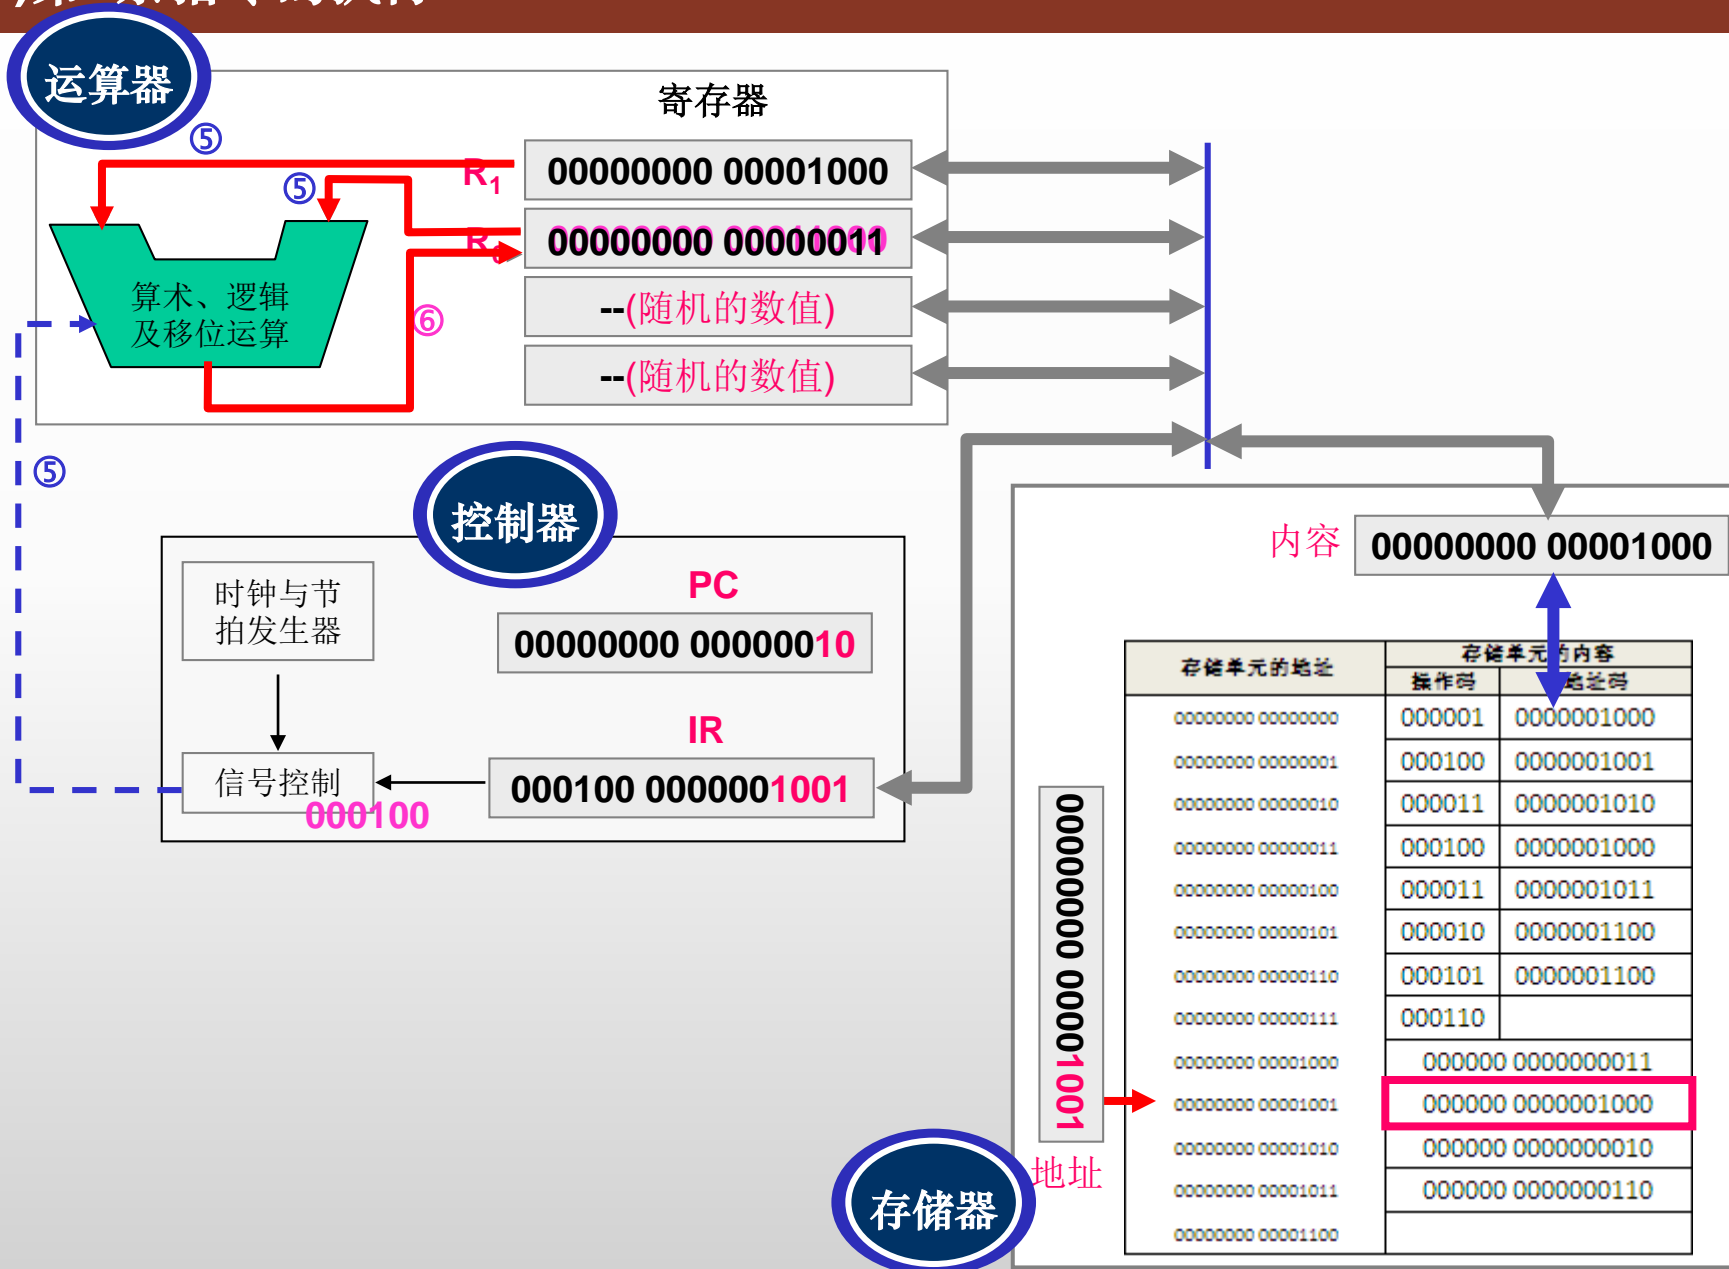 运算器
寄存器
⑤
R1
00000000 00001000
⑤
00000000 00000011
--(随机的数值)
--(随机的数值)
算术、逻辑
及移位运算
⑥
⑤
控制器
时钟与节
拍发生器
PC
00000000 00000010
IR
信号控制
000100 0000001001
000100
内容
00000000 00001000
存储单元的地址
存储单元的内容
操作码
地址码
00000000 00000000 000001 0000001000
00000000 00000001 000100 0000001001
00000000 00000010 000011 0000001010
00000000 00000011 000100 0000001000
00000000 00000100 000011 0000001011
00000000 00000101 000010 0000001100
00000000 00000110 000101 0000001100
00000000 00000111 000110
00000000 00001000 000000 0000000011
00000000 00001001 000000 0000001000
00000000 00001010 000000 0000000010
00000000 00001011 000000 0000000110
00000000 00001100
00000000 00001001
地址
存储器